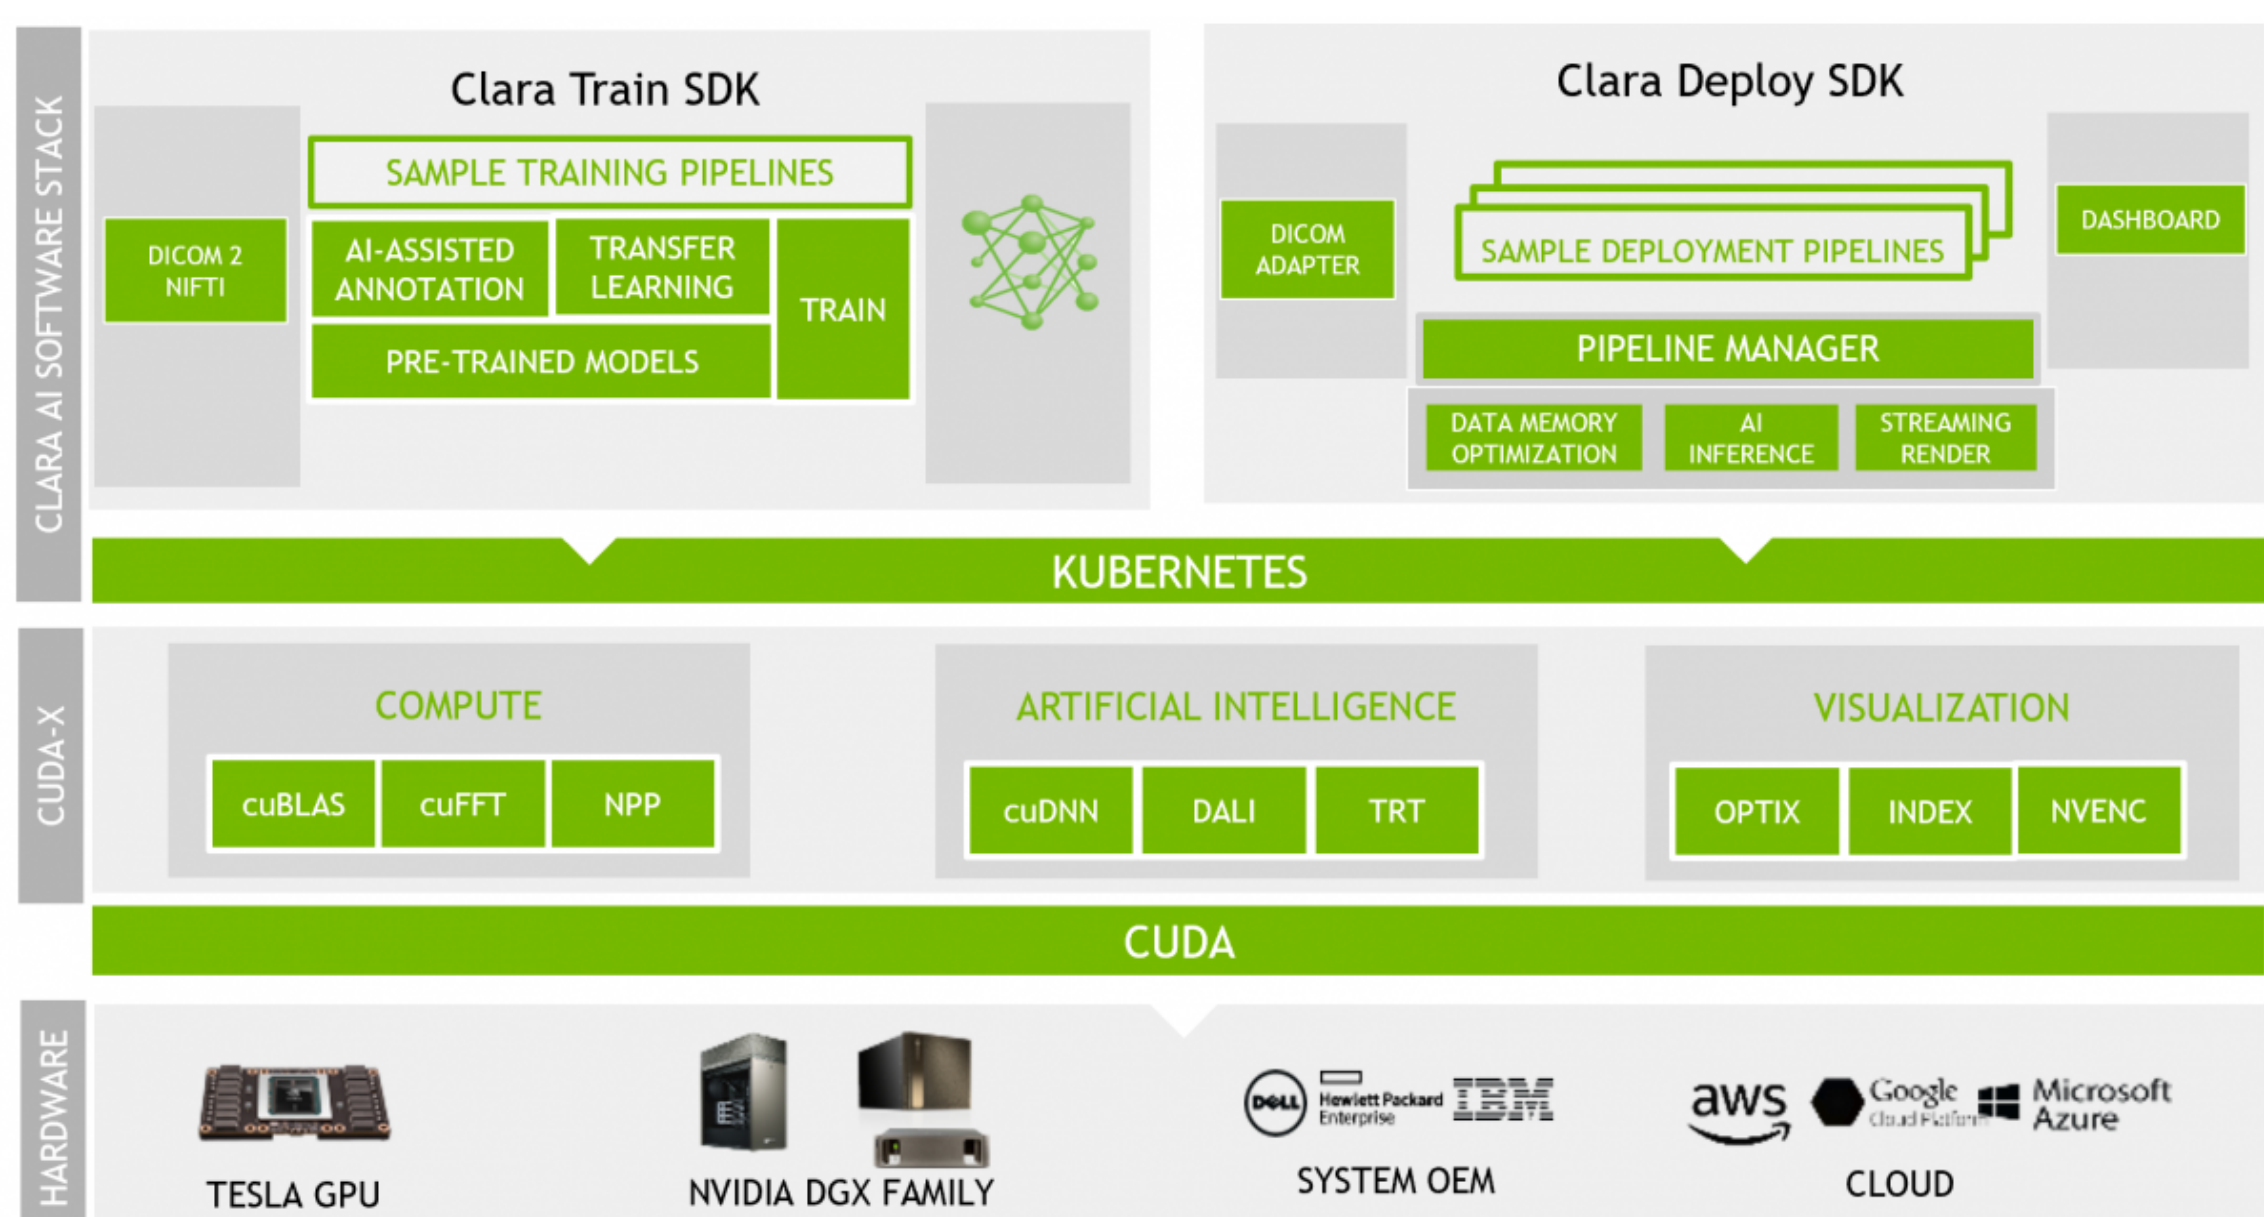 CLARA AI SOFTWARE STACK
Clara Train SDK
DICOM 2
NIFTI
SAMPLE TRAINING PIPELINES
AI-ASSISTED
ANNOTATION
TRANSFER
LEARNING
TRAIN
PRE-TRAINED MODELS
Clara Deploy SDK
DICOM
ADAPTER
SAMPLE DEPLOYMENT PIPELINES
DASHBOARD
PIPELINE MANAGER
DATA MEMORY
OPTIMIZATION
AI
INFERENCE
STREAMING
RENDER
KUBERNETES
CUDA-X
COMPUTE
cuBLAS
cuFFT
NPP
ARTIFICIAL INTELLIGENCE
cuDNN
DALI
TRT
VISUALIZATION
OPTIX
INDEX
NVENC
CUDA
HARDWARE
TESLA GPU
NVIDIA DGX FAMILY
DELL
Hewlett Packard
Enterprise
IBM
SYSTEM OEM
aws
Google
Cloud Platform
Microsoft
Azure
CLOUD